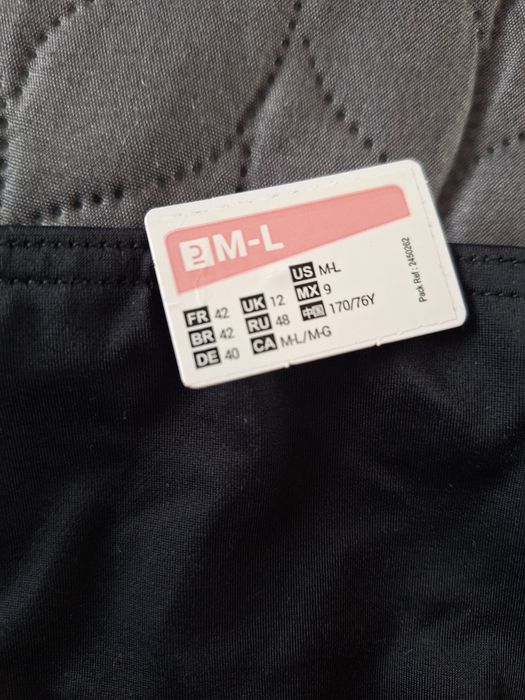 M-L
FR 42 UK 12 US M-L
BR 42 RU 48 MX 9
DE 40 CA M-L/M-G 中国 170/76Y
Pack Ref : 2450262